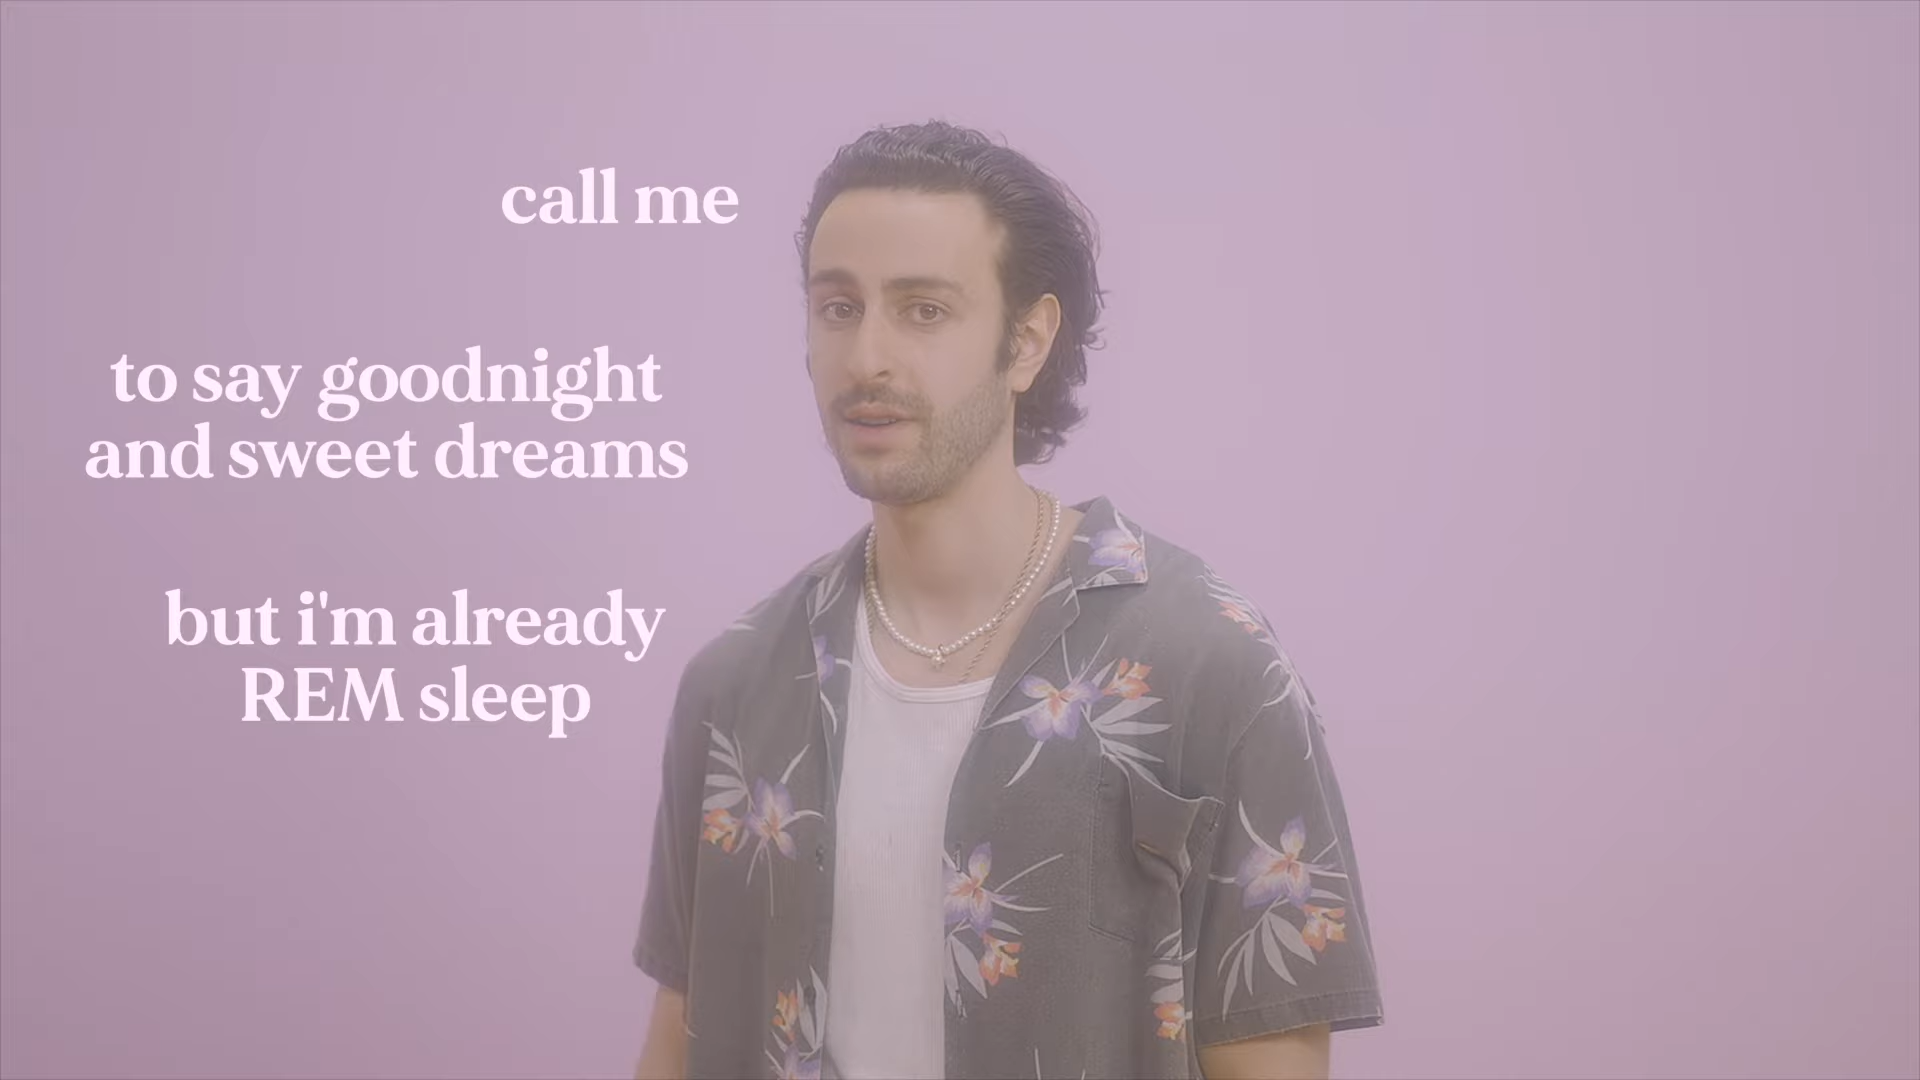 call me
to say goodnight
and sweet dreams
but i'm already
REM sleep